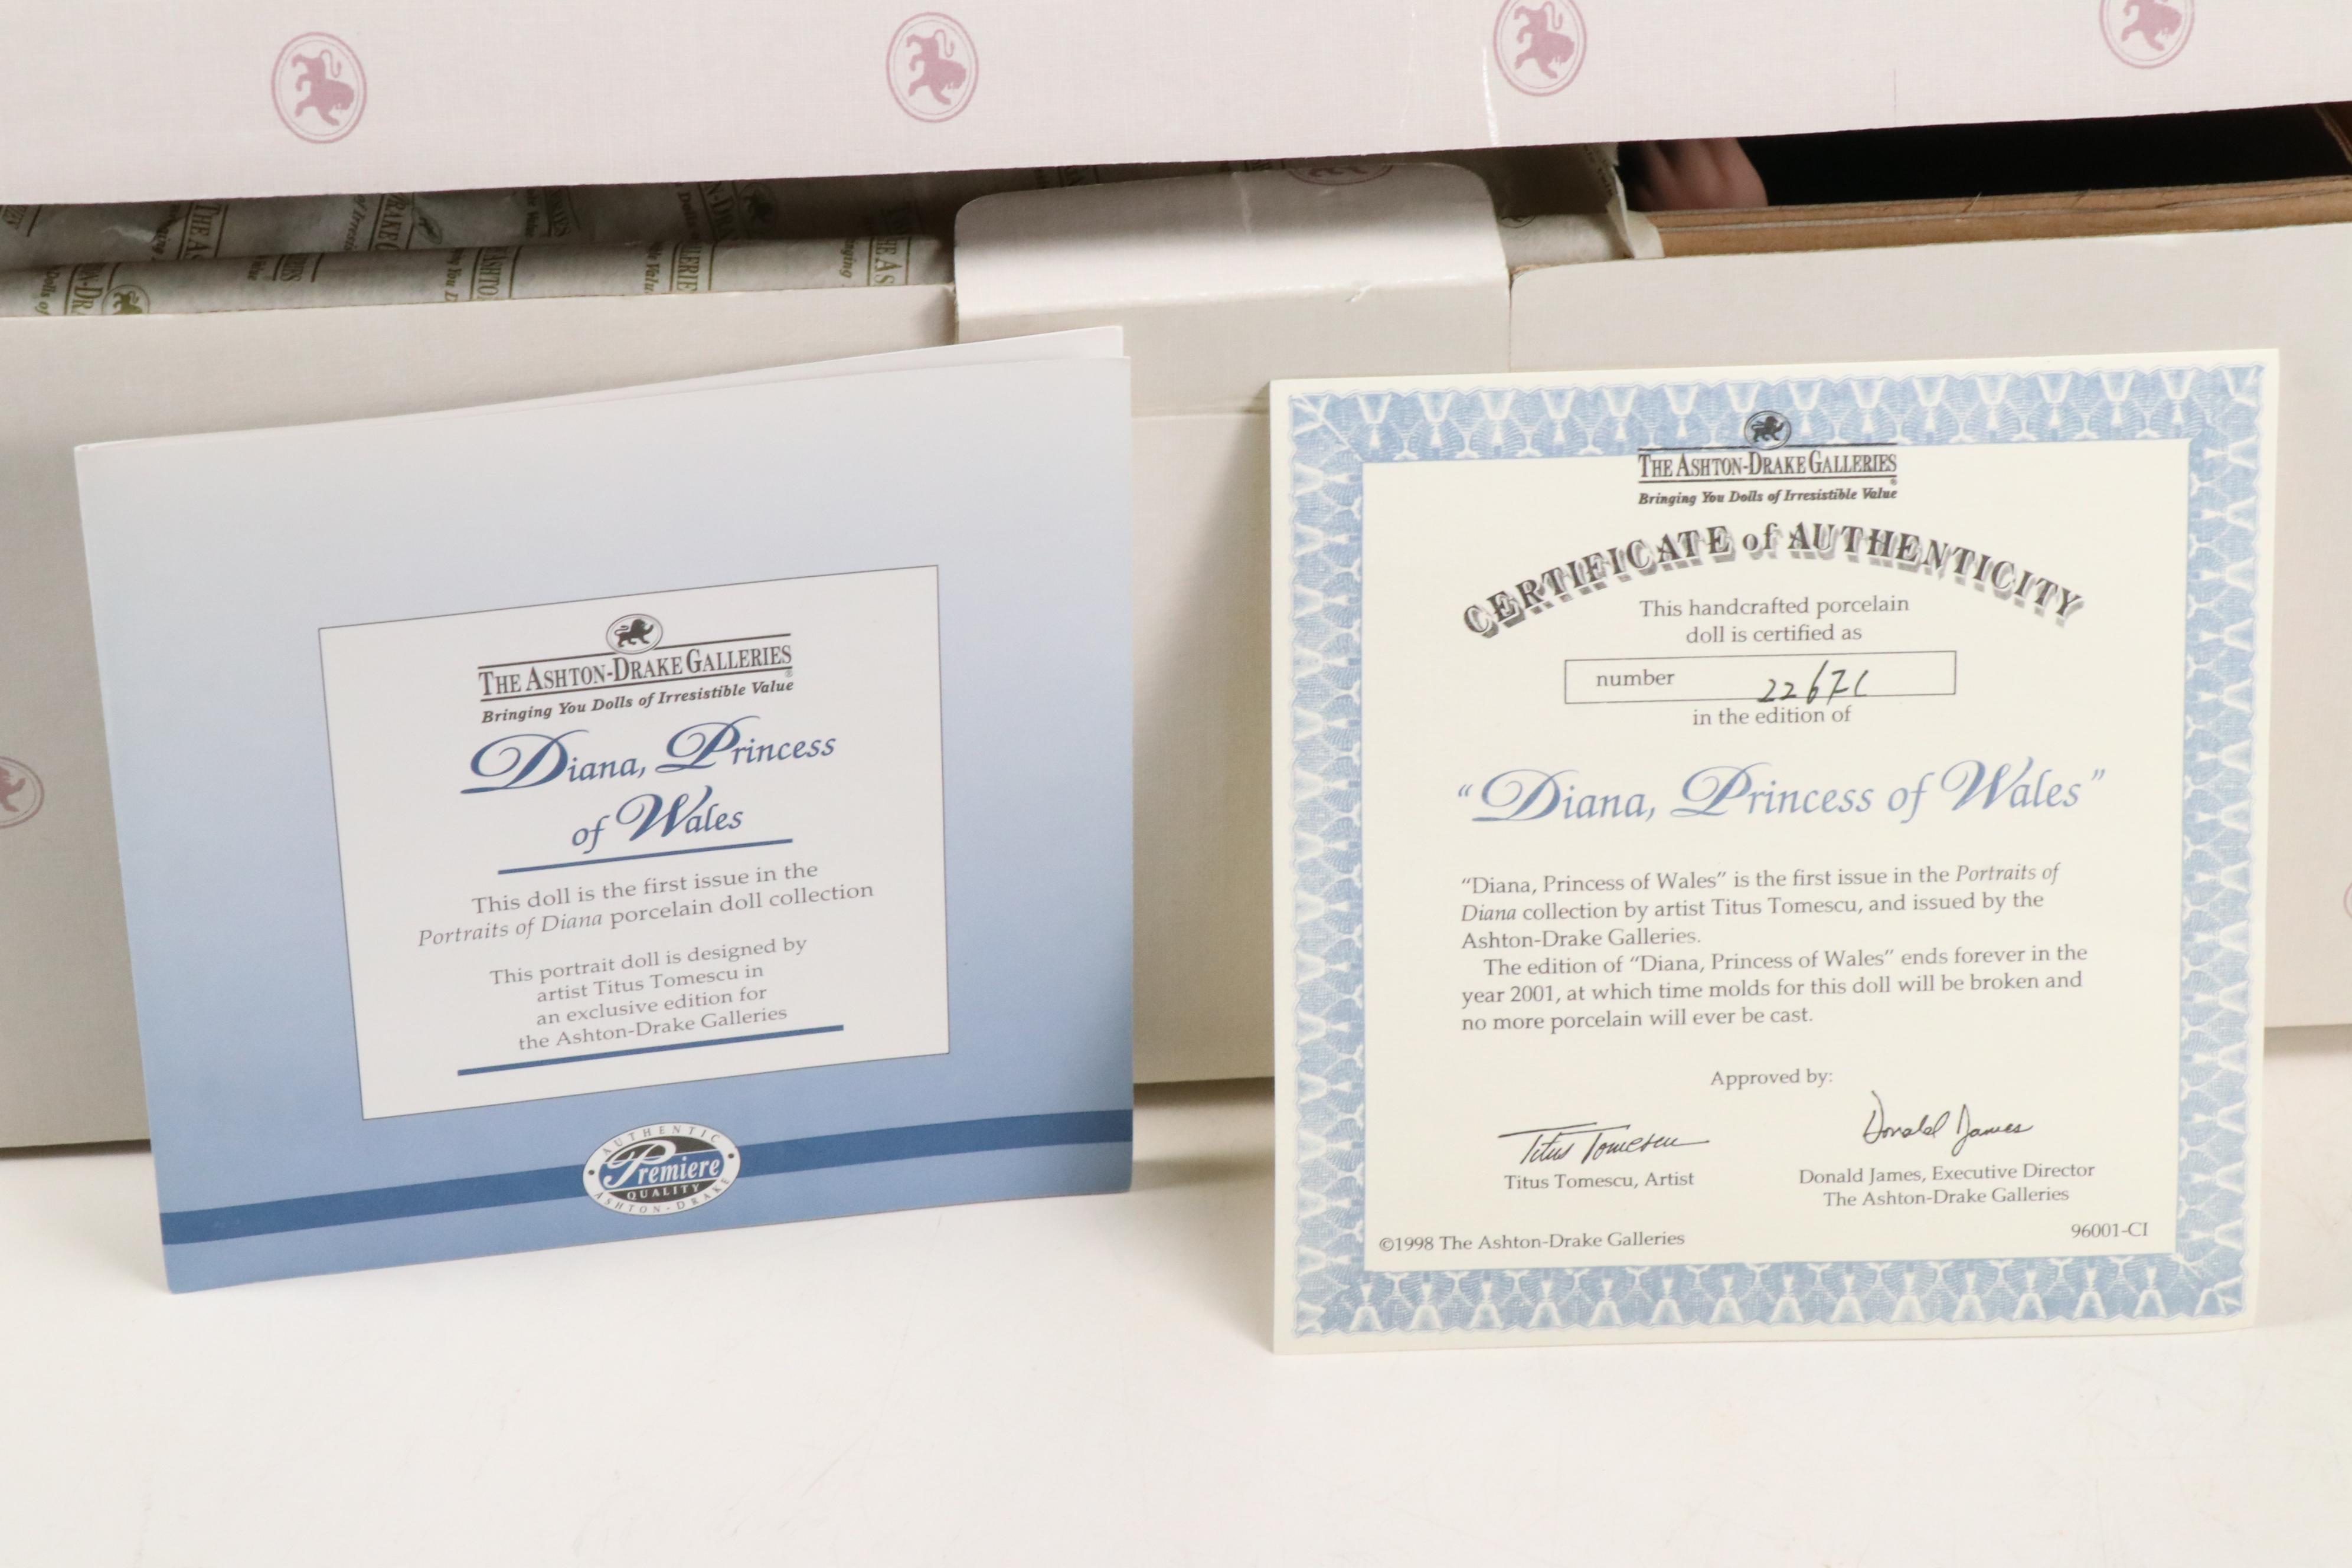 THE ASHTON-DRAKE GALLERIES®
Bringing You Dolls of Irresistible Value
Diana, Princess
of Wales
This doll is the first issue in the
Portraits of Diana porcelain doll collection
This portrait doll is designed by
artist Titus Tomescu in
an exclusive edition for
the Ashton-Drake Galleries
AUTHENTIC
Premiere
QUALITY
ASHTON-DRAKE
THE ASHTON-DRAKE GALLERIES®
Bringing You Dolls of Irresistible Value
CERTIFICATE of AUTHENTICITY
This handcrafted porcelain
doll is certified as
number
in the edition of
"Diana, Princess of Wales"
"Diana, Princess of Wales" is the first issue in the Portraits of
Diana collection by artist Titus Tomescu, and issued by the
Ashton-Drake Galleries.
The edition of "Diana, Princess of Wales" ends forever in the
year 2001, at which time molds for this doll will be broken and
no more porcelain will ever be cast.
Approved by:
Titus Tomescu
Donald James
Titus Tomescu, Artist
Donald James, Executive Director
The Ashton-Drake Galleries
©1998 The Ashton-Drake Galleries
96001-CI